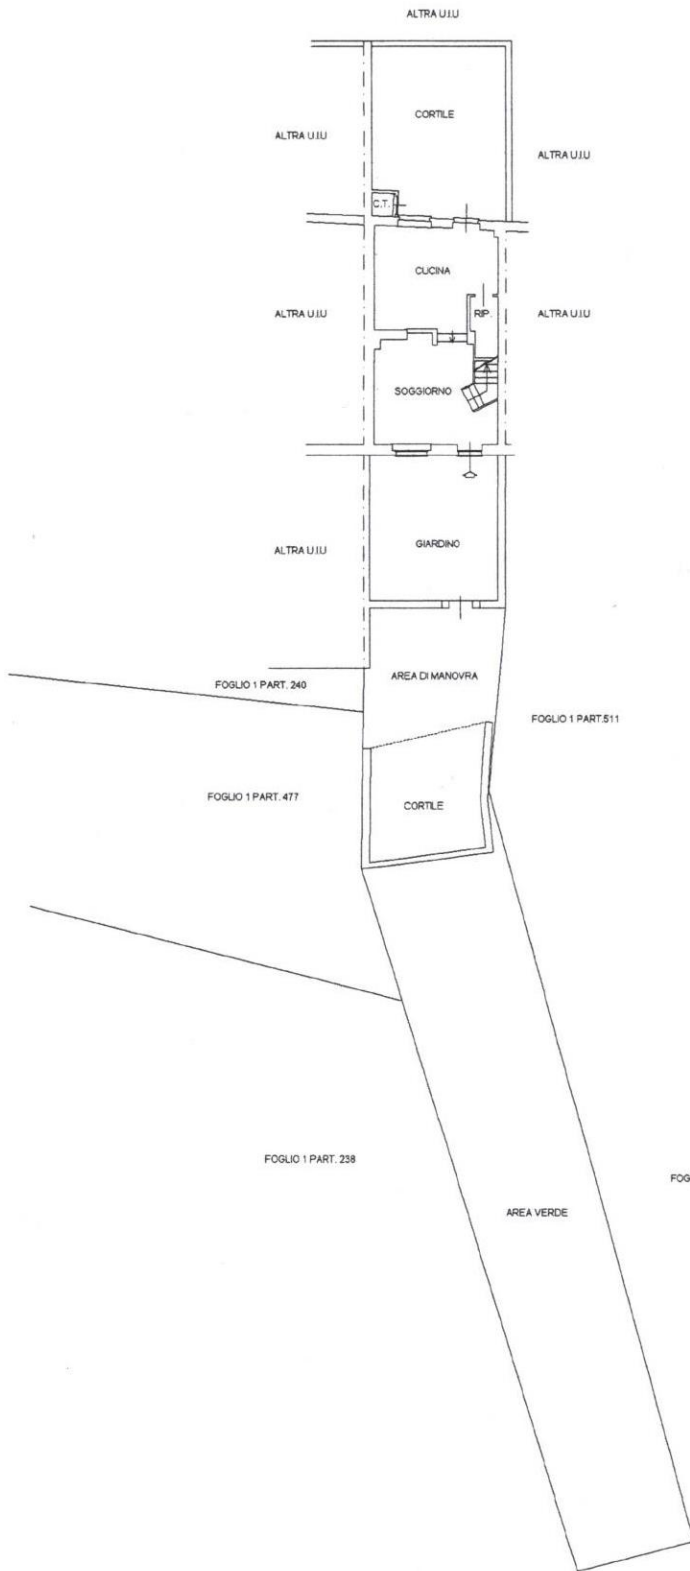 ALTRA U.I.U
CORTILE
ALTRA U.I.U
ALTRA U.I.U
C.T.
CUCINA
ALTRA U.I.U
RIP.
ALTRA U.I.U
SOGGIORNO
ALTRA U.I.U
GIARDINO
AREA DI MANOVRA
FOGLIO 1 PART. 240
FOGLIO 1 PART.511
FOGLIO 1 PART. 477
CORTILE
FOGLIO 1 PART. 238
FOG
AREA VERDE